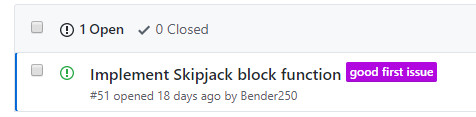 1 Open 0 Closed
Implement Skipjack block function good first issue
#51 opened 18 days ago by Bender250